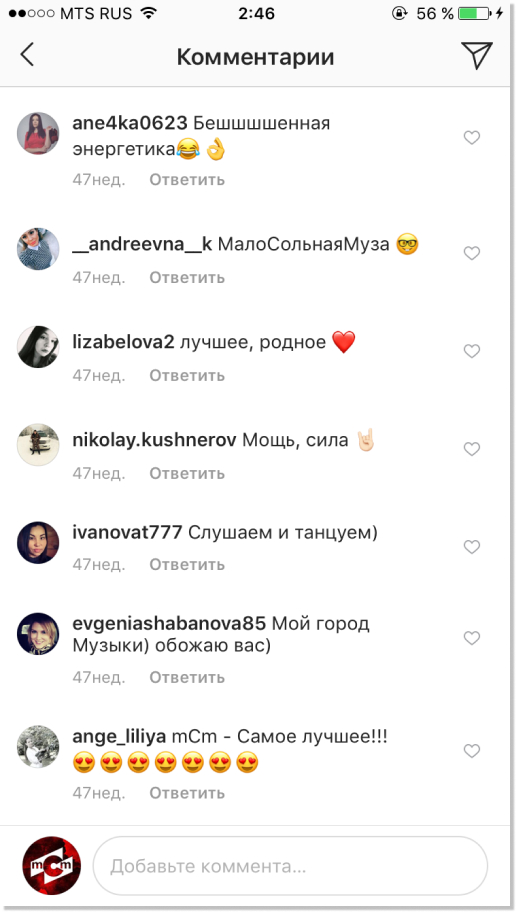 MTS RUS 2:46 56 %
Комментарии
ane4ka0623 Бешшшшенная
энергетика😂👌
47нед. Ответить
__andreevna__k МалоСольнаяМуза 🤓
47нед. Ответить
lizabelova2 лучшее, родное ❤️
47нед. Ответить
nikolay.kushnerov Мощь, сила 🤘🏻
47нед. Ответить
ivanovat777 Слушаем и танцуем)
47нед. Ответить
evgeniashabanova85 Мой город
Музыки) обожаю вас)
47нед. Ответить
ange_liliya mCm - Самое лучшее!!!
😍😍😍😍😍😍😍
47нед. Ответить
mCm Добавьте коммента...